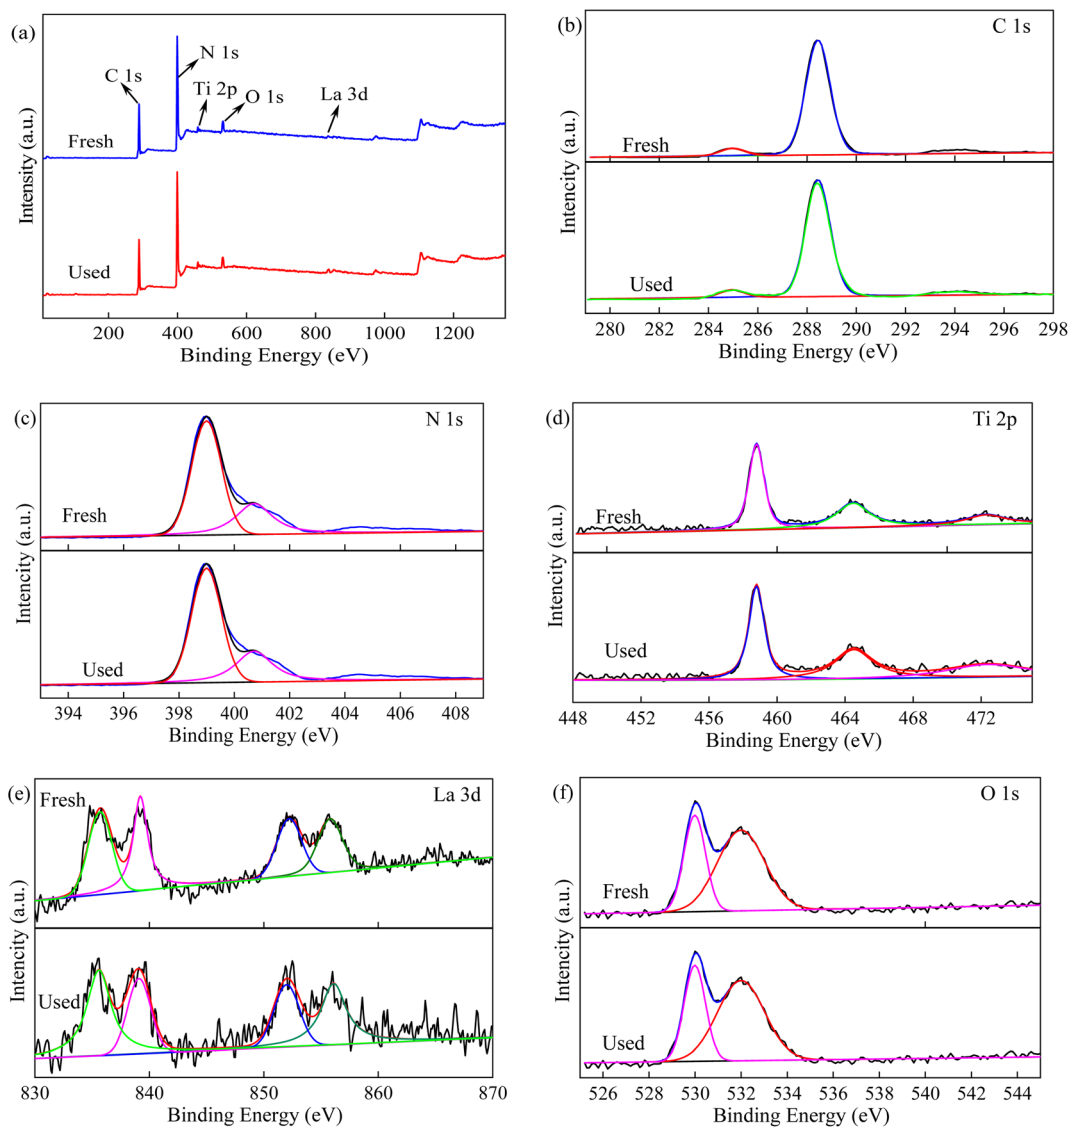 (a)
N 1s
C 1s
Ti 2p
O 1s
La 3d
Fresh
Used
Intensity (a.u.)
200 400 600 800 1000 1200
Binding Energy (eV)
(b)
C 1s
Fresh
Used
Intencity (a.u.)
280 282 284 286 288 290 292 294 296 298
Binding Energy (eV)
(c)
N 1s
Fresh
Used
Intencity (a.u.)
394 396 398 400 402 404 406 408
Binding Energy (eV)
(d)
Ti 2p
Fresh
Used
Intencity (a.u.)
448 452 456 460 464 468 472
Binding Energy (eV)
(e)
Fresh
La 3d
Used
Intencity (a.u.)
830 840 850 860 870
Binding Energy (eV)
(f)
O 1s
Fresh
Used
Intencity (a.u.)
526 528 530 532 534 536 538 540 542 544
Binding Energy (eV)